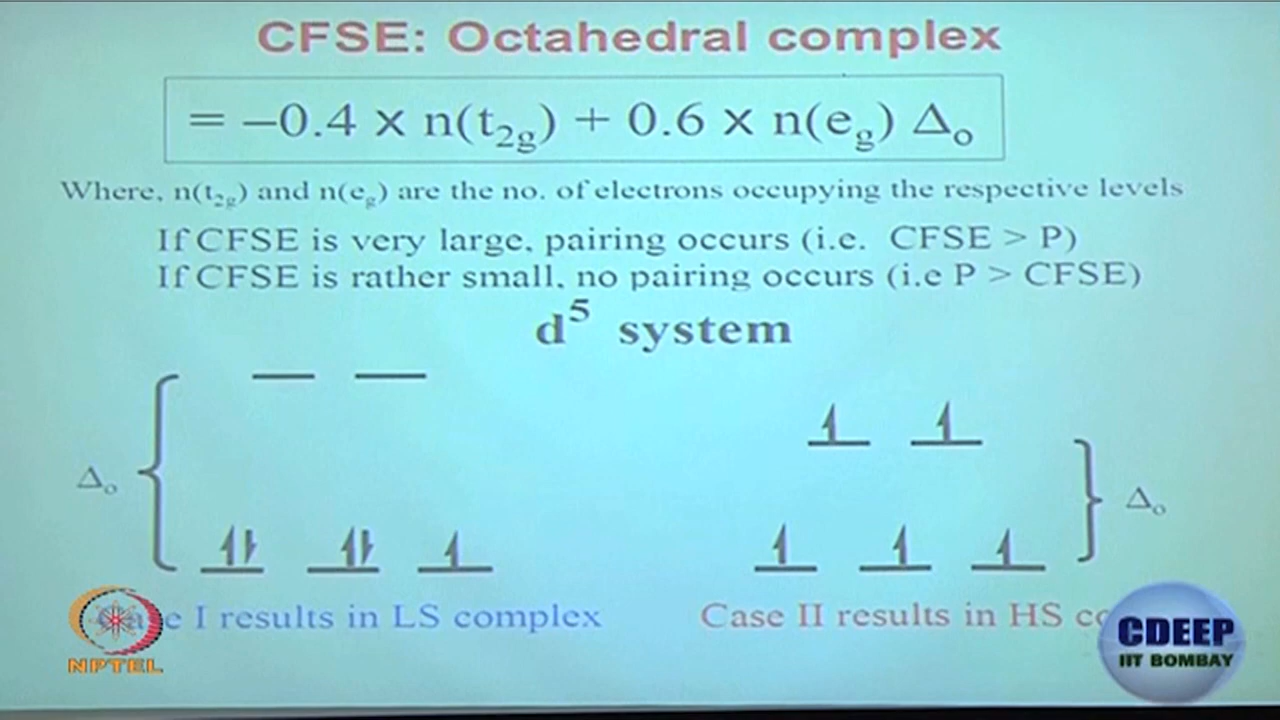 CFSE: Octahedral complex
= –0.4 x n(t₂g) + 0.6 x n(eg) Δₒ
Where, n(t₂g) and n(eg) are the no. of electrons occupying the respective levels
If CFSE is very large, pairing occurs (i.e. CFSE > P)
If CFSE is rather small, no pairing occurs (i.e P > CFSE)
d⁵ system
Δₒ
Δₒ
e I results in LS complex
Case II results in HS co
NPTEL
CDEEP
IIT BOMBAY